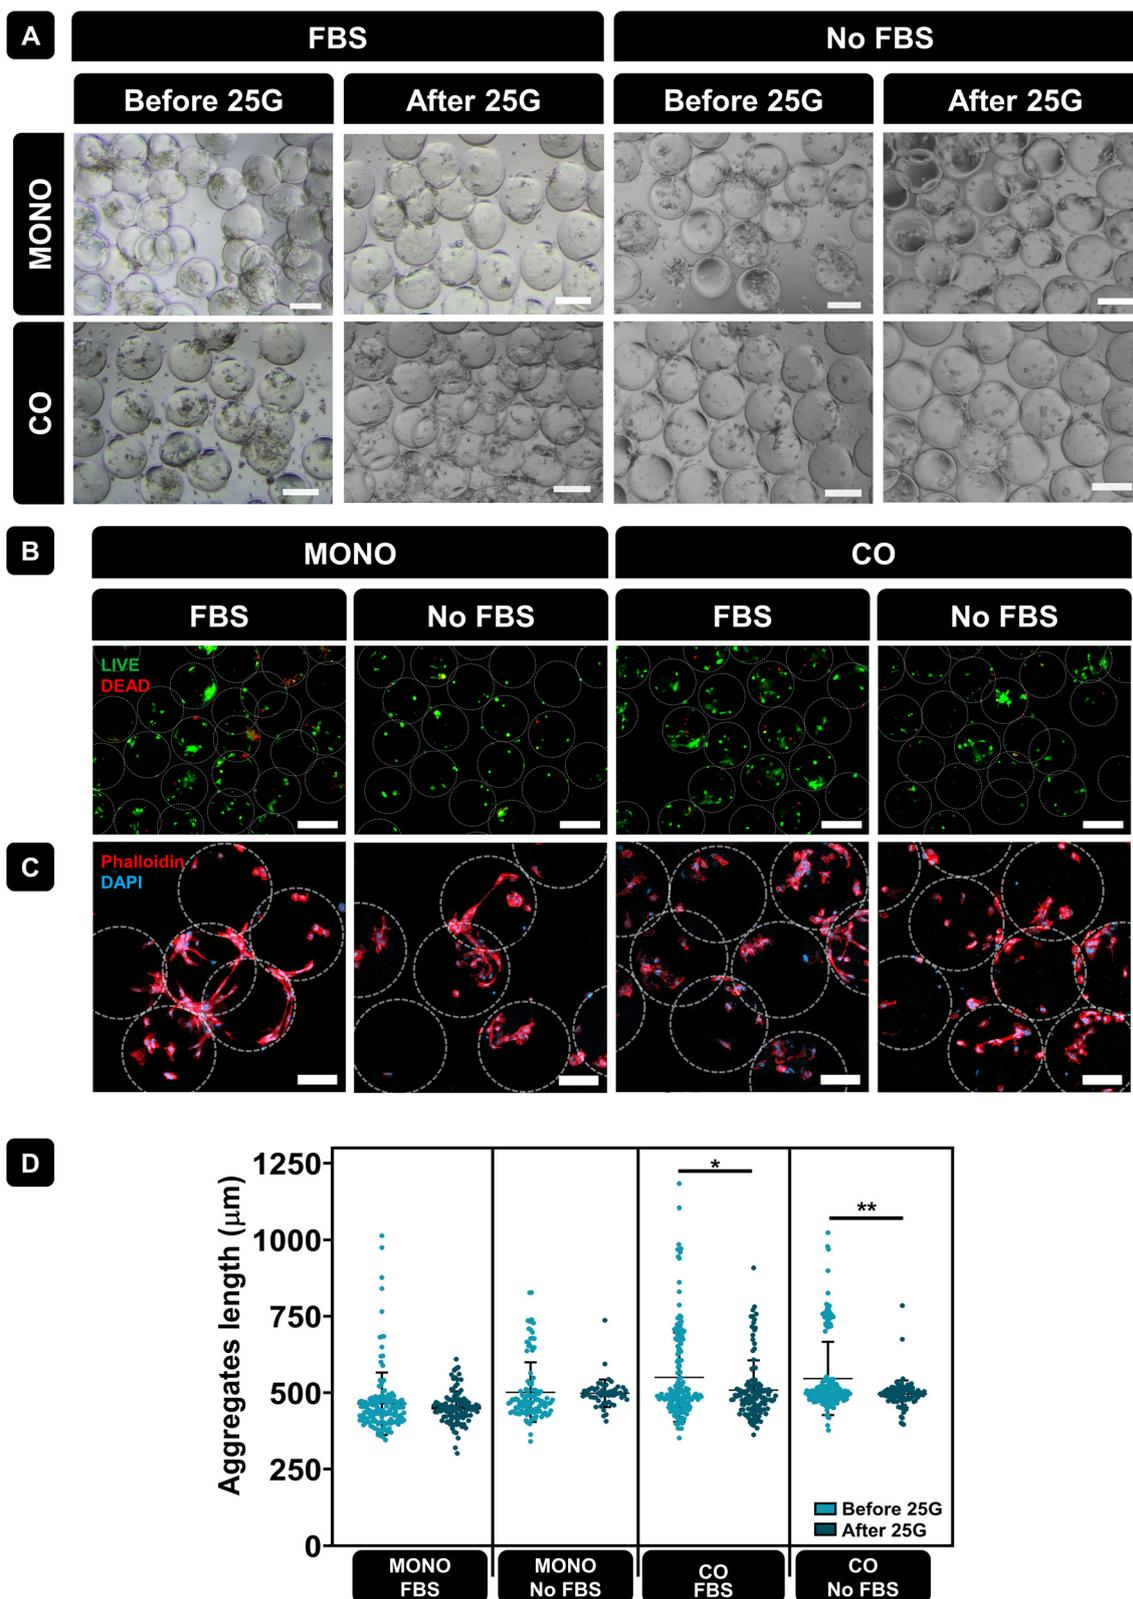 A
FBS
No FBS
Before 25G
After 25G
Before 25G
After 25G
MONO
CO
B
MONO
CO
FBS
No FBS
FBS
No FBS
LIVE
DEAD
C
Phalloidin
DAPI
D
Aggregates length (μm)
1250
1000
750
500
250
0
*
**
Before 25G
After 25G
MONO
FBS
MONO
No FBS
CO
FBS
CO
No FBS